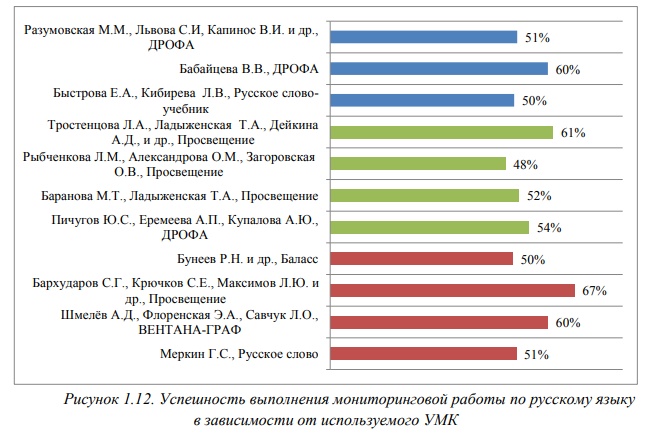 Разумовская М.М., Львова С.И, Капинос В.И. и др.,
ДРОФА
51%
Бабайцева В.В., ДРОФА
60%
Быстрова Е.А., Кибирева Л.В., Русское слово-
учебник
50%
Тростенцова Л.А., Ладыженская Т.А., Дейкина
А.Д., и др., Просвещение
61%
Рыбченкова Л.М., Александрова О.М., Загоровская
О.В., Просвещение
48%
Баранова М.Т., Ладыженская Т.А., Просвещение
52%
Пичугов Ю.С., Еремеева А.П., Купалова А.Ю.,
ДРОФА
54%
Бунеев Р.Н. и др., Баласс
50%
Бархударов С.Г., Крючков С.Е., Максимов Л.Ю. и
др., Просвещение
67%
Шмелёв А.Д., Флоренская Э.А., Савчук Л.О.,
ВЕНТАНА-ГРАФ
60%
Меркин Г.С., Русское слово
51%
Рисунок 1.12. Успешность выполнения мониторинговой работы по русскому языку
в зависимости от используемого УМК